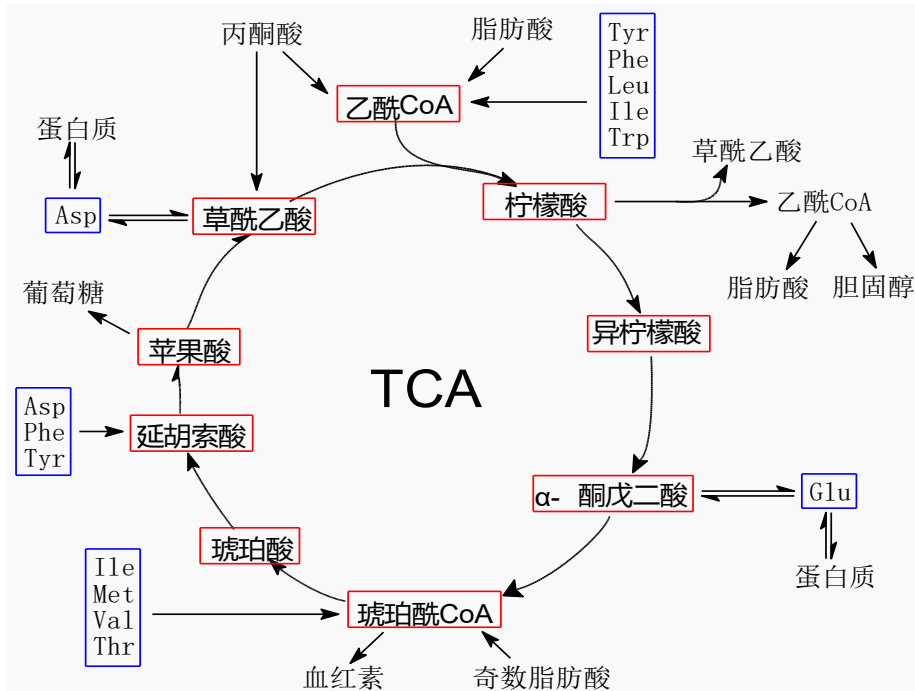 丙酮酸
脂肪酸
Tyr
Phe
Leu
Ile
Trp
乙酰CoA
蛋白质
草酰乙酸
Asp
草酰乙酸
柠檬酸
乙酰CoA
脂肪酸
胆固醇
葡萄糖
苹果酸
异柠檬酸
TCA
Asp
Phe
Tyr
延胡索酸
α- 酮戊二酸
Glu
琥珀酸
蛋白质
Ile
Met
Val
Thr
琥珀酰CoA
血红素
奇数脂肪酸